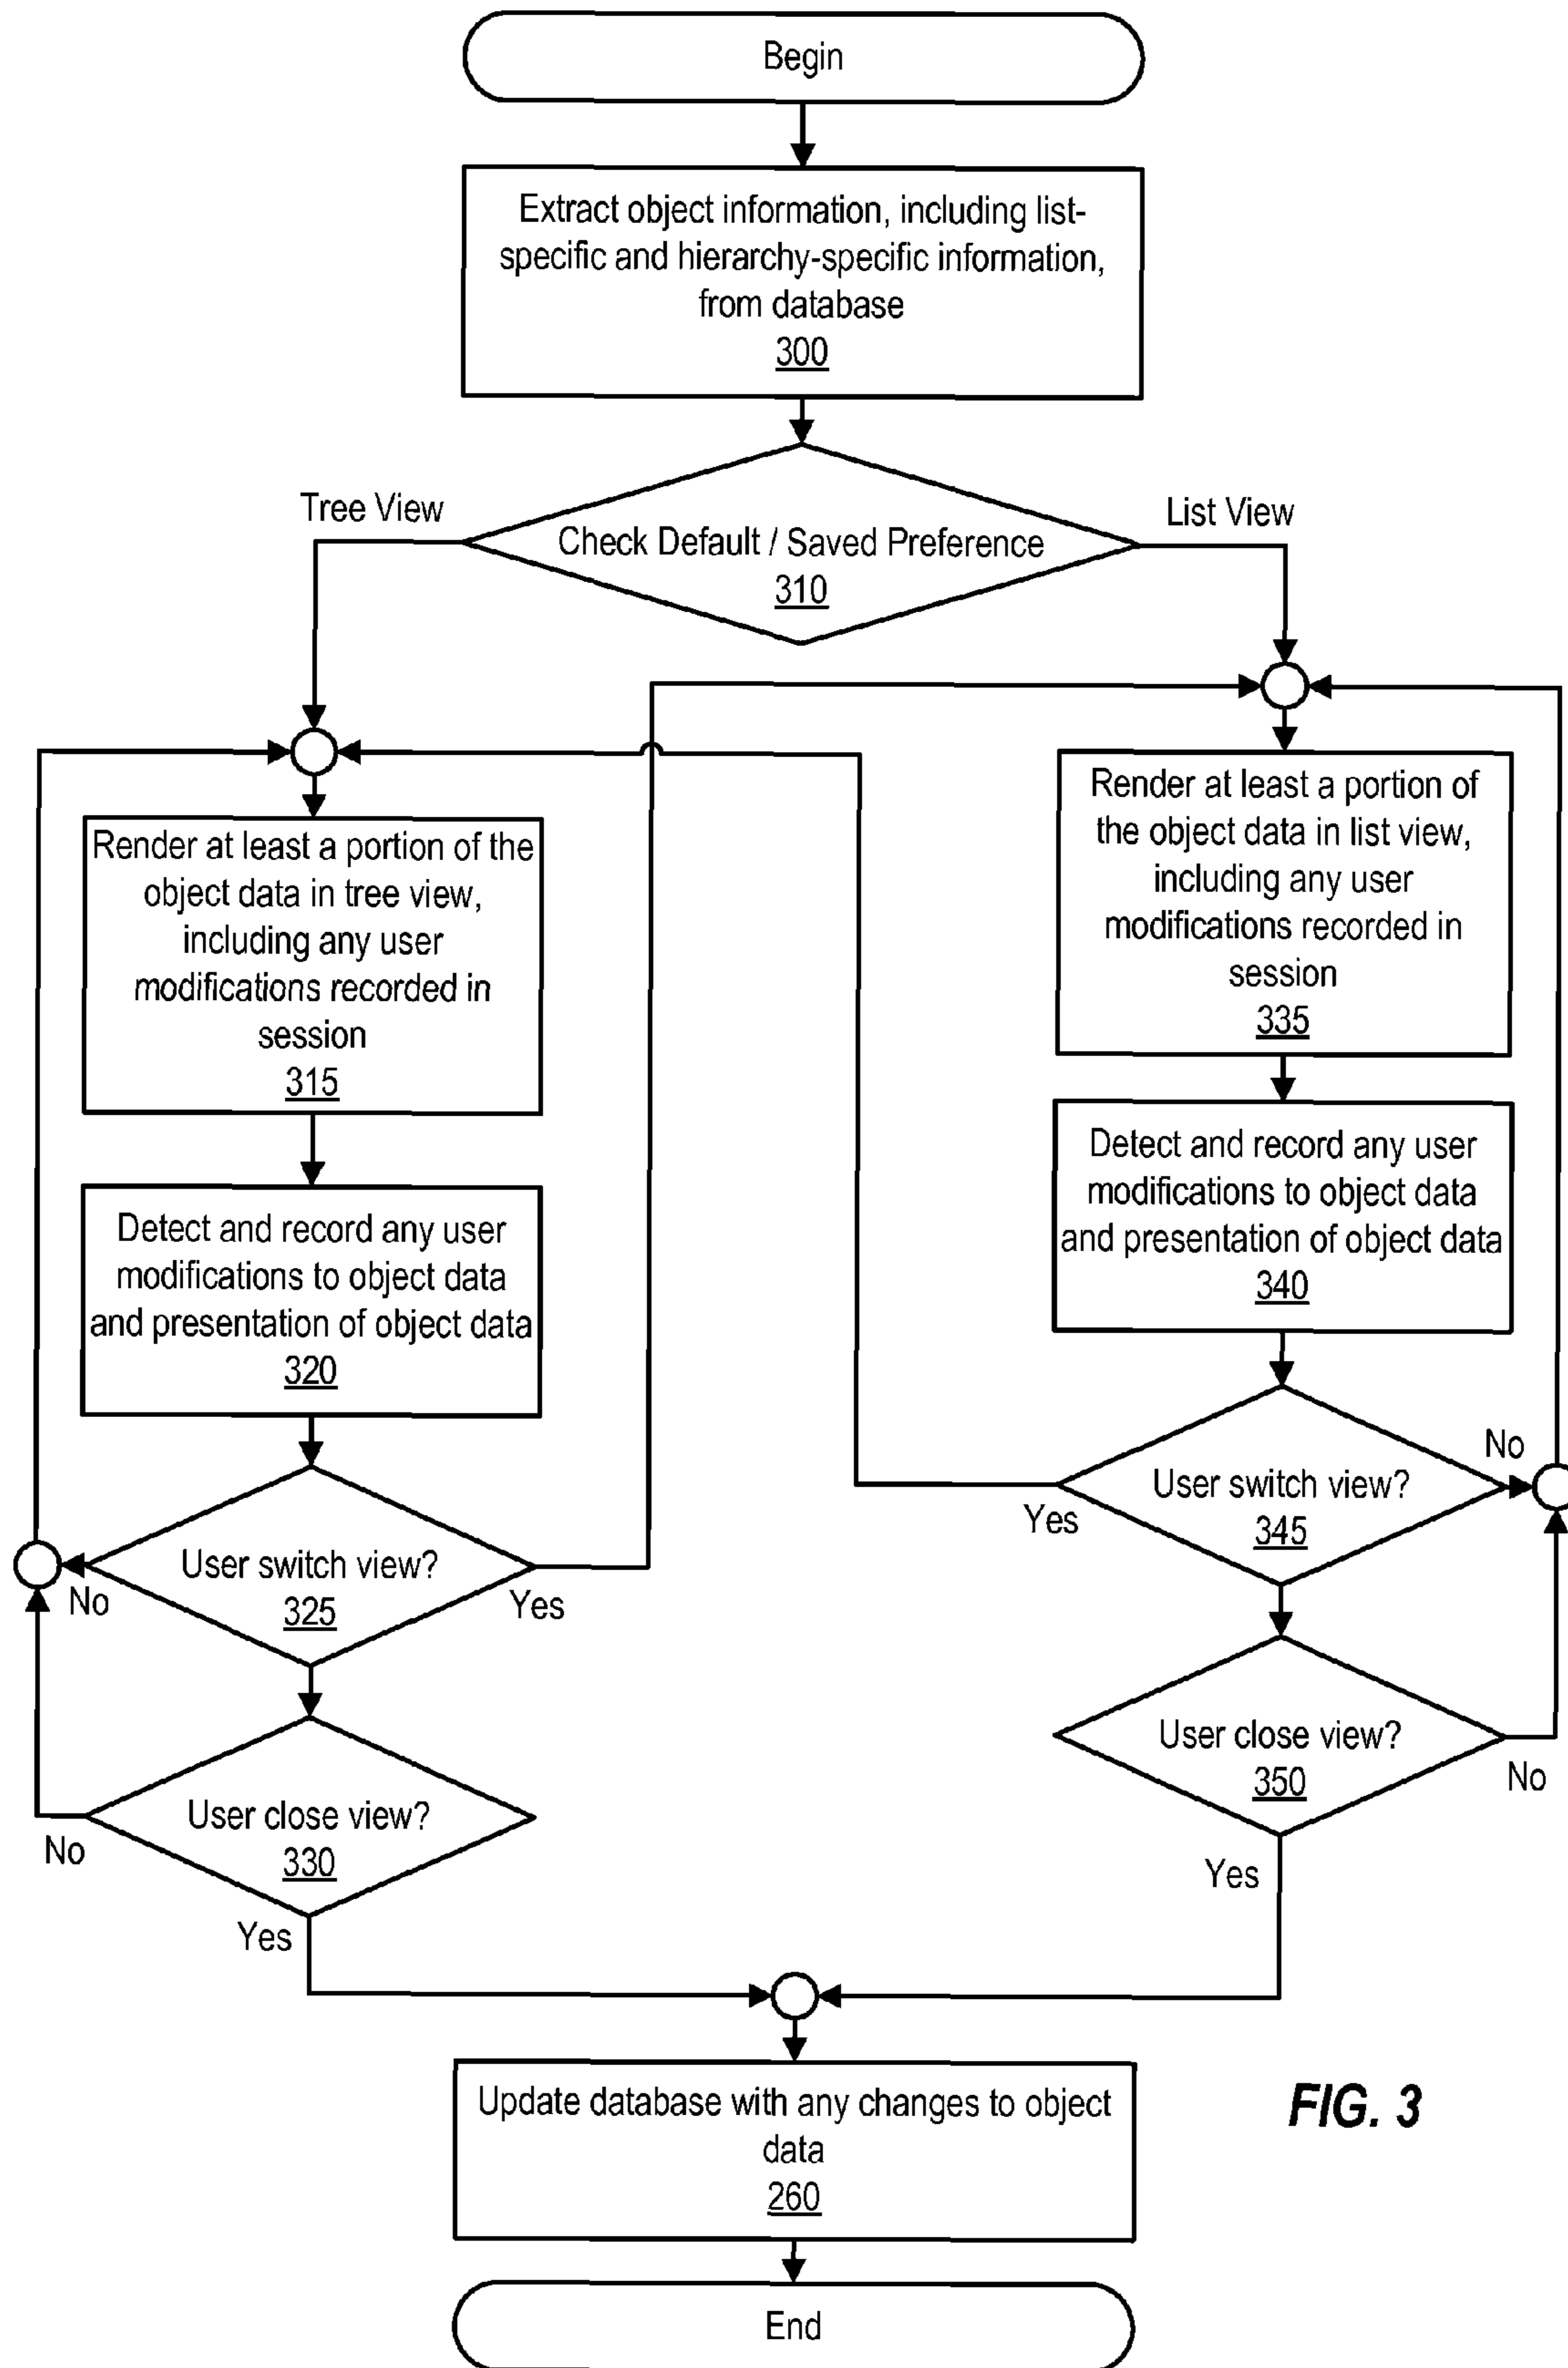 Begin
Extract object information, including list-
specific and hierarchy-specific information,
from database
300
Tree View
List View
Check Default / Saved Preference
310
Render at least a portion of the
object data in tree view,
including any user
modifications recorded in
session
315
Detect and record any user
modifications to object data
and presentation of object data
320
User switch view?
325
No
Yes
User close view?
330
No
Yes
Render at least a portion of
the object data in list view,
including any user
modifications recorded in
session
335
Detect and record any user
modifications to object data
and presentation of object data
340
User switch view?
345
No
Yes
User close view?
350
No
Yes
Update database with any changes to object
data
260
FIG. 3
End